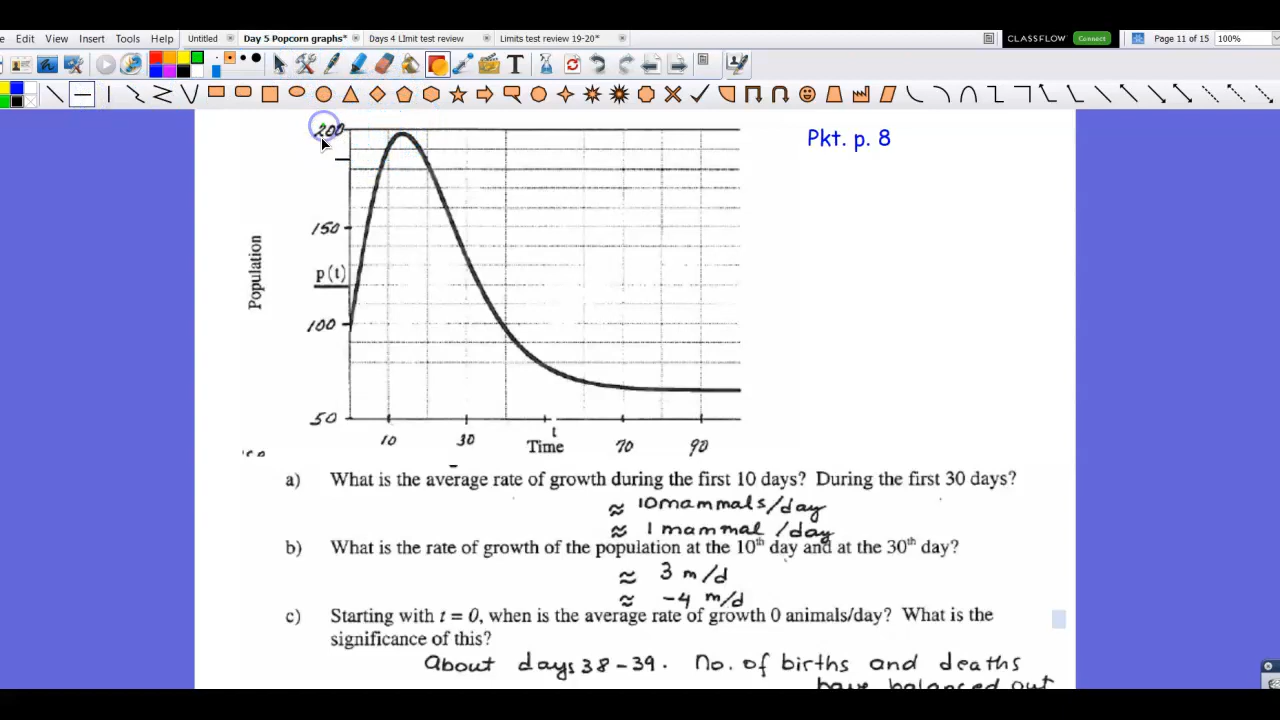 Edit View Insert Tools Help Untitled Day 5 Popcorn graphs* Days 4 LImit test review Limits test review 19-20* CLASSFLOW Connect Page 11 of 15 100%
200
Pkt. p. 8
150
Population
p(t)
100
50
10 30 t 70 90
Time
a) What is the average rate of growth during the first 10 days? During the first 30 days?
≈ 10 mammals/day
≈ 1 mammal /day
b) What is the rate of growth of the population at the 10th day and at the 30th day?
≈ 3 m/d
≈ -4 m/d
c) Starting with t = 0, when is the average rate of growth 0 animals/day? What is the
significance of this?
About days 38-39. No. of births and deaths
have balanced out